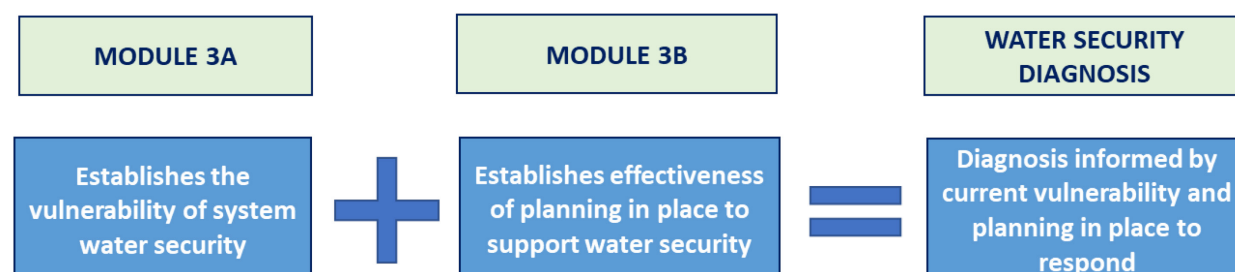 MODULE 3A
MODULE 3B
WATER SECURITY
DIAGNOSIS
Establishes the
vulnerability of system
water security
Establishes effectiveness
of planning in place to
support water security
Diagnosis informed by
current vulnerability and
planning in place to
respond